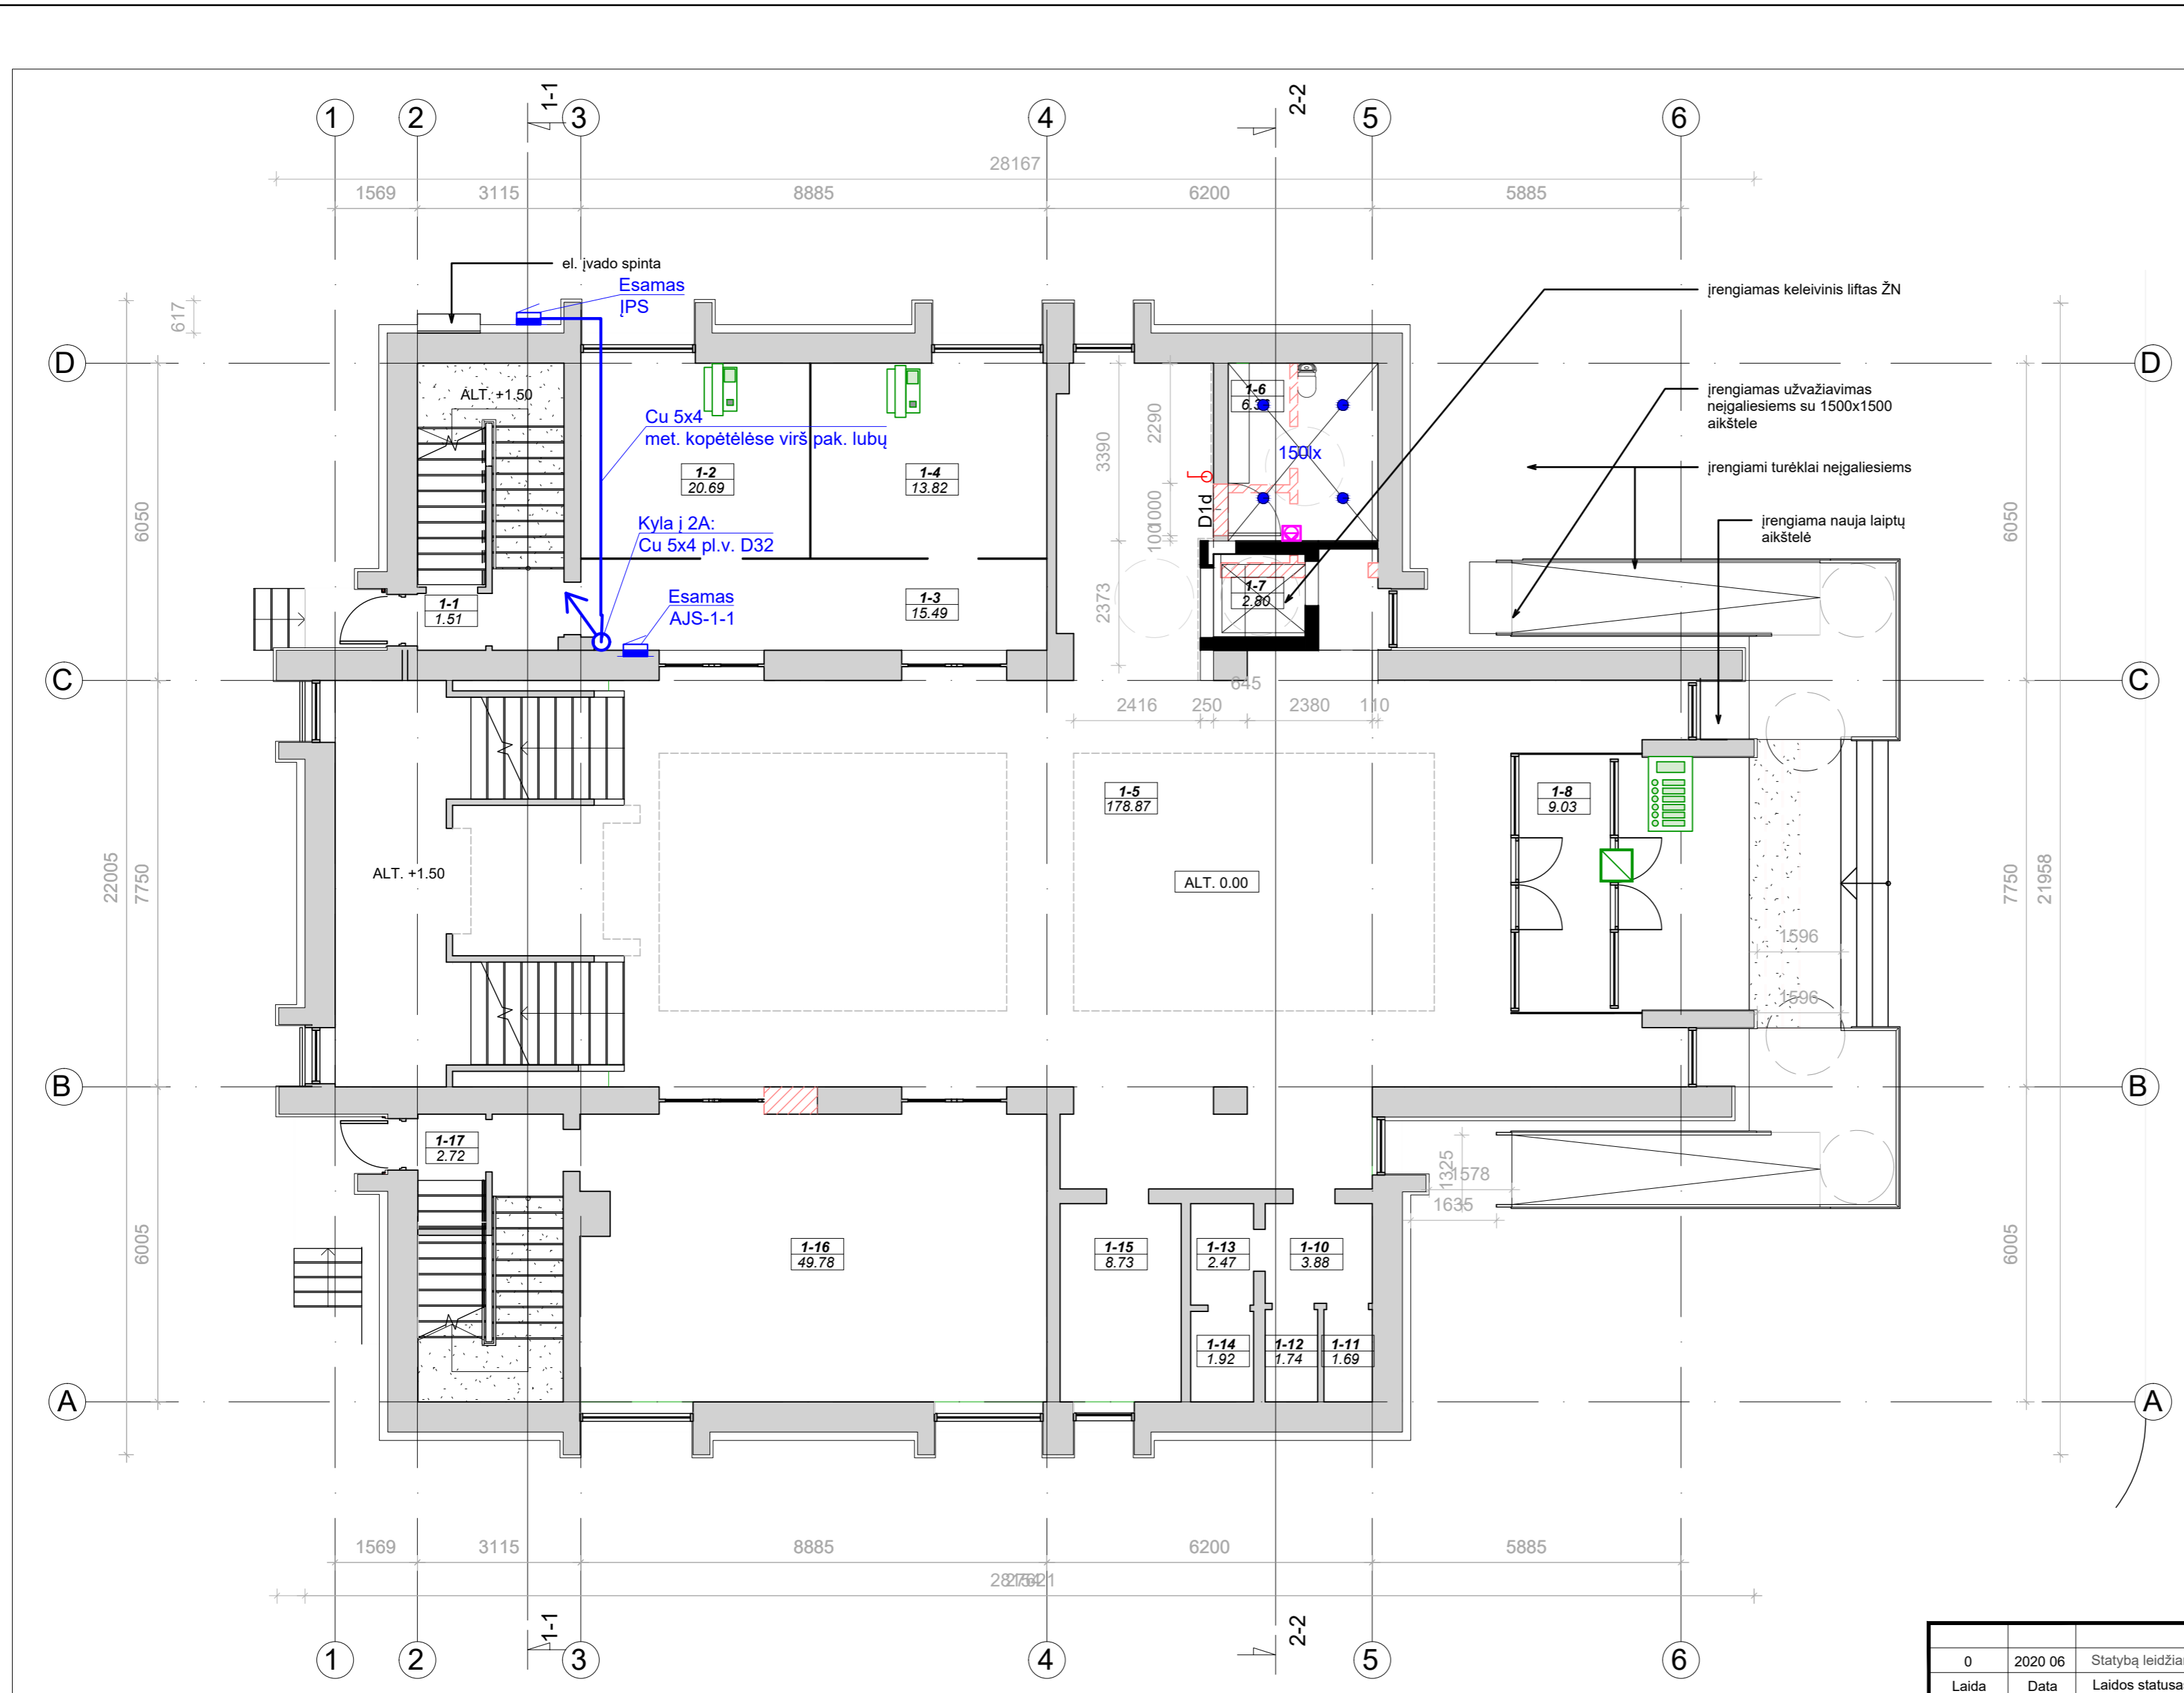 1-1
2-2
1
2
3
4
5
6
28167
1569
3115
8885
6200
5885
el. įvado spinta
Esamas
ĮPS
įrengiamas keleivinis liftas ŽN
617
D
D
ALT. +1.50
įrengiamas užvažiavimas
neįgaliesiems su 1500x1500
aikštele
1-6
Cu 5x4
met. kopėtėlėse virš pak. lubų
2290
3390
150lx
1-2
20.69
1-4
13.82
įrengiami turėklai neįgaliesiems
6050
6050
1000
100
D1d
Kyla į 2A:
Cu 5x4 pl.v. D32
įrengiama nauja laiptų
aikštelė
1-7
2.80
1-1
1.51
Esamas
AJS-1-1
1-3
15.49
2373
C
C
645
2416
250
2380
110
1-5
178.87
1-8
9.03
ALT. +1.50
ALT. 0.00
22005
7750
7750
21958
1596
1596
B
B
1-17
2.72
1325
1578
1635
6005
6005
1-16
49.78
1-15
8.73
1-13
2.47
1-10
3.88
1-14
1.92
1-12
1.74
1-11
1.69
A
A
1569
3115
8885
6200
5885
1-1
2-2
1
2
3
4
5
6
0
2020 06
Statybą
Laida
Data
Laidos